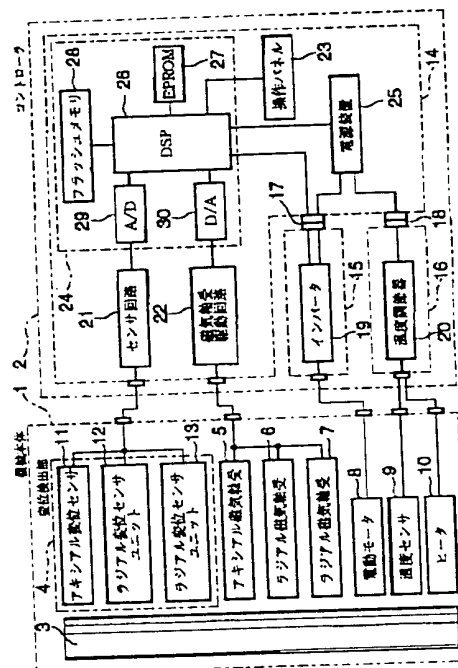 コントローラ
フラッシュメモリ
28
EPROM
27
26
DSP
操作パネル
23
電源装置
25
14
29
A/D
30
D/A
24
21
センサ回路
22
磁気軸受
駆動回路
17
18
15
インバータ
19
16
温度調節器
20
2
1
機械本体
変位検出部
4
11
アキシアル変位センサ
12
ラジアル変位センサ
ユニット
13
ラジアル変位センサ
ユニット
5
アキシアル磁気軸受
6
ラジアル磁気軸受
7
ラジアル磁気軸受
8
電動モータ
9
温度センサ
10
ヒータ
3